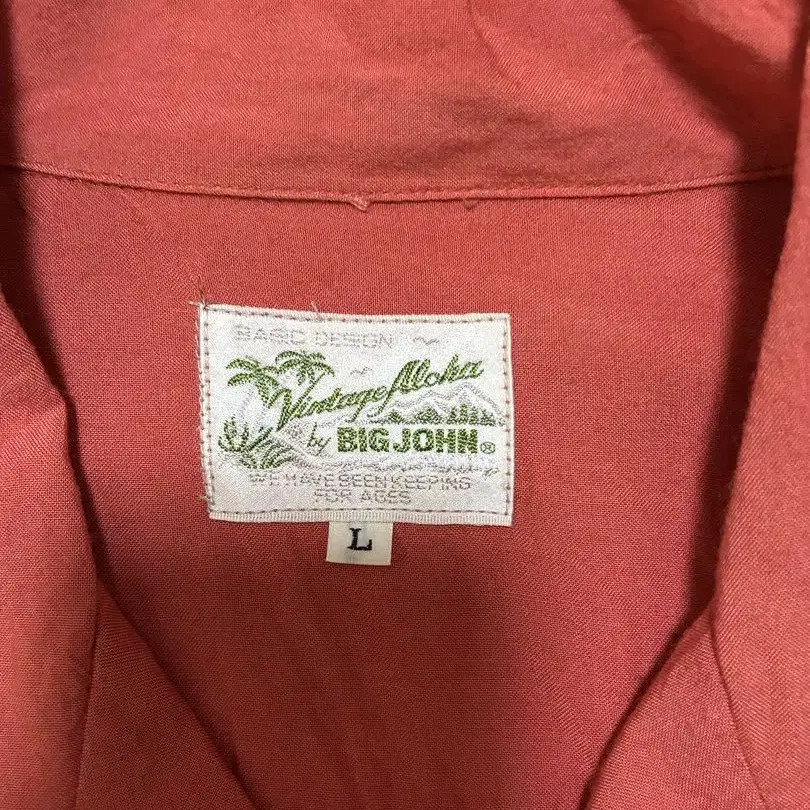 BASIC DESIGN
Vintage Aloha
by BIG JOHN®
WE HAVE BEEN KEEPING
FOR AGES
L